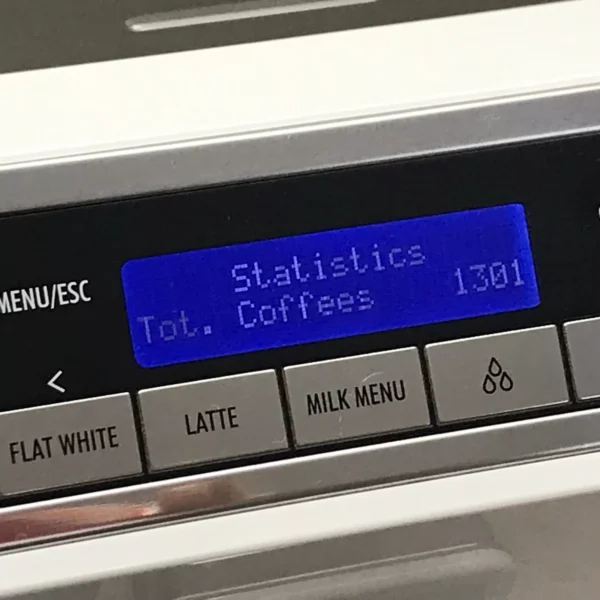 Statistics
Tot. Coffees 1301
MENU/ESC
<
FLAT WHITE
LATTE
MILK MENU